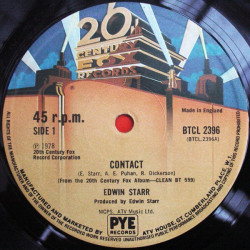 20th
CENTURY
FOX
RECORDS
45 r.p.m.
SIDE 1
Made in England
BTCL 2396
(BTCL.2396A)
℗ 1978
20th Century Fox
Record Corporation
CONTACT
(E. Starr, A. E. Puhan, R. Dickerson)
(From the 20th Century Fox Album—CLEAN BT 599)
EDWIN STARR
Produced by Edwin Starr
MCPS. ATV Music Ltd.
PYE
RECORDS
MANUFACTURED AND MARKETED BY
ATV HOUSE, GT. CUMBERLAND PLACE, W.1.